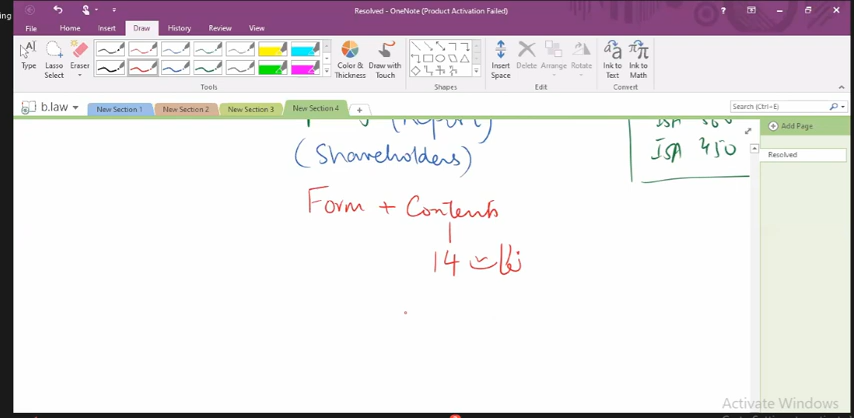 ing
Resolved - OneNote (Product Activation Failed)
File Home Insert Draw History Review View
Type Lasso Select Eraser Color & Thickness Draw with Touch Insert Space Delete Arrange Rotate Ink to Text Ink to Math
Tools Shapes Edit Convert
b.law New Section 1 New Section 2 New Section 3 New Section 4 Search (Ctrl+E)
Add Page
Resolved
(Report)
ISA 450
(Shareholders)
Form + Contents
14 نکات
Activate Windows